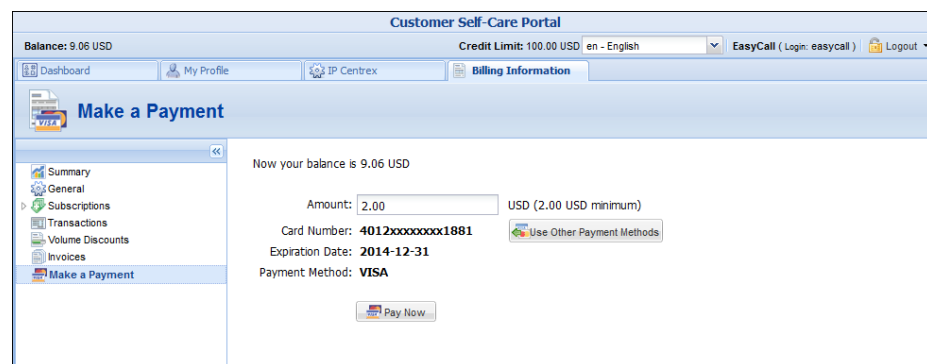 Customer Self-Care Portal
Balance: 9.06 USD Credit Limit: 100.00 USD en - English EasyCall ( Login: easycall ) Logout
Dashboard My Profile IP Centrex Billing Information
VISA Make a Payment
Summary
General
Subscriptions
Transactions
Volume Discounts
Invoices
Make a Payment
Now your balance is 9.06 USD
Amount: 2.00 USD (2.00 USD minimum)
Card Number: 4012xxxxxxxx1881 Use Other Payment Methods
Expiration Date: 2014-12-31
Payment Method: VISA
Pay Now